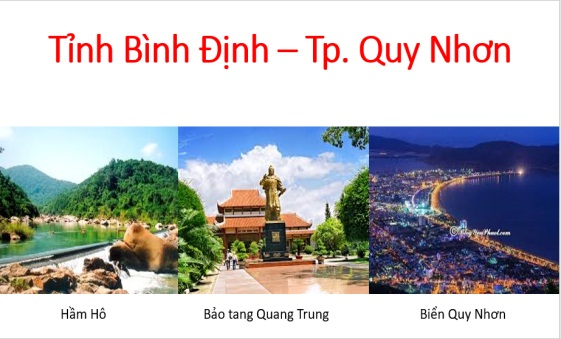 Tỉnh Bình Định – Tp. Quy Nhơn
Hầm Hô
Bảo tang Quang Trung
Biển Quy Nhơn